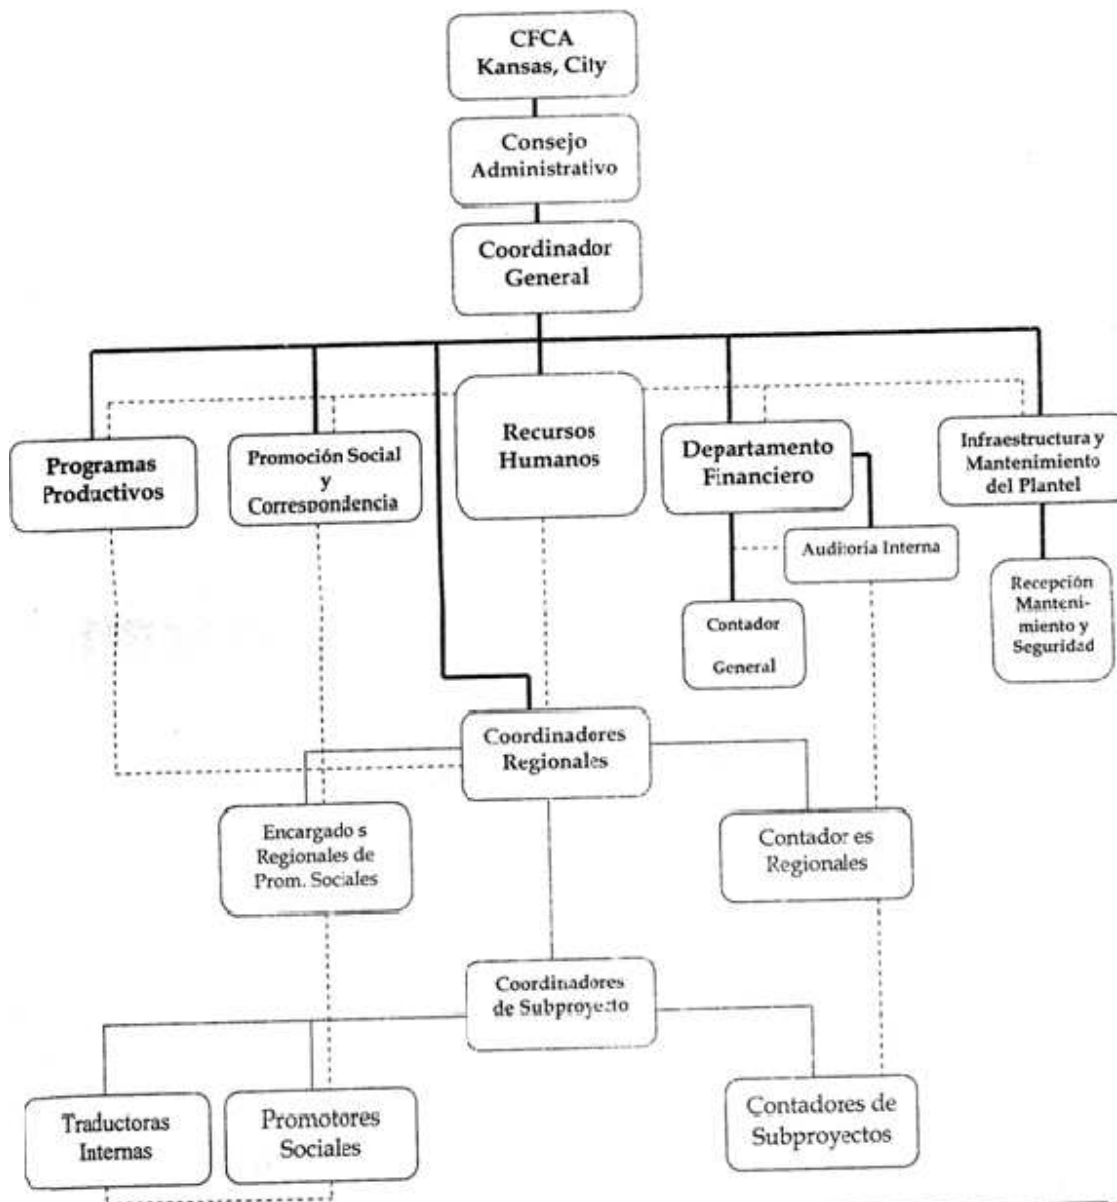 CFCA
Kansas, City
Consejo
Administrativo
Coordinador
General
Programas
Productivos
Promoción Social
y
Correspondencia
Recursos
Humanos
Departamento
Financiero
Infraestructura y
Mantenimiento
del Plantel
Auditoría Interna
Contador
General
Recepción
Manteni-
miento y
Seguridad
Coordinadores
Regionales
Encargado s
Regionales de
Prom. Sociales
Contador es
Regionales
Coordinadores
de Subproyecto
Traductoras
Internas
Promotores
Sociales
Contadores de
Subproyectos